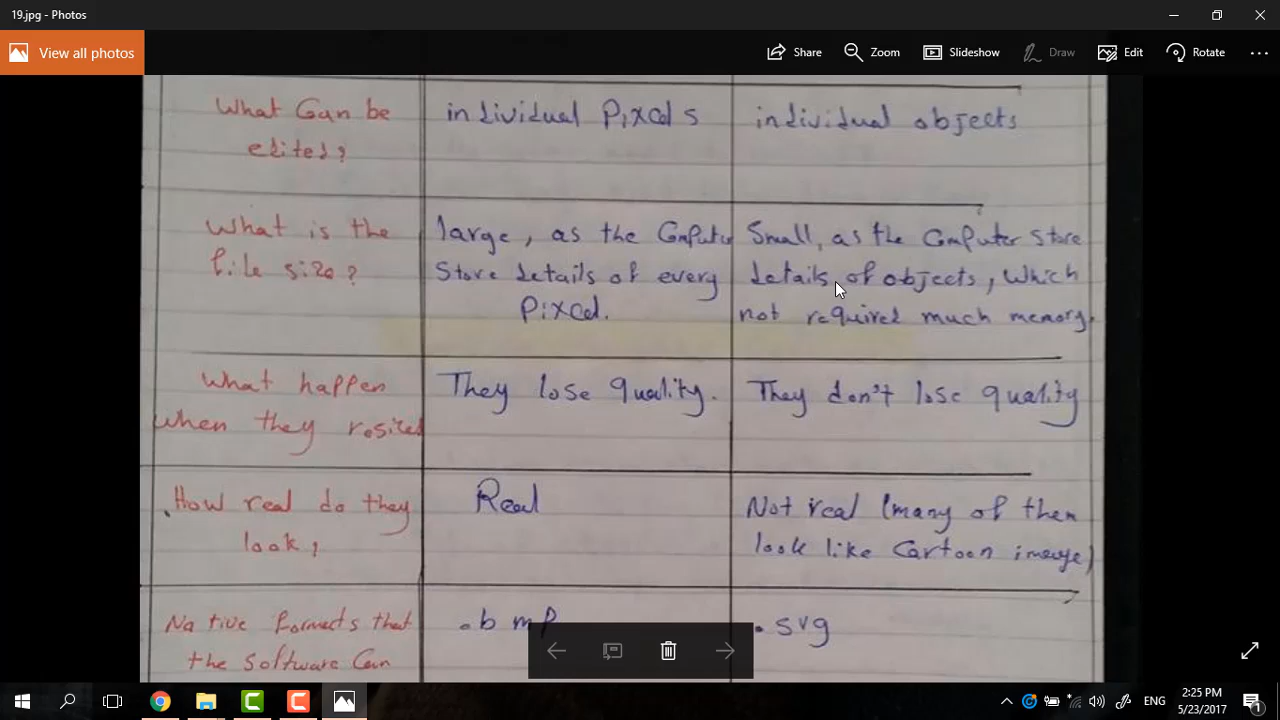 19.jpg - Photos
View all photos
Share
Zoom
Slideshow
Draw
Edit
Rotate
What Can be
edited?
individual Pixels
individual objects
What is the
file size?
large, as the Computer
Store details of every
Pixel.
Small, as the Computer Store
details of objects, Which
not required much memory.
What happen
when they resized
They lose quality.
They don't lose quality
How real do they
look?
Real
Not real (many of them
look like Cartoon image)
Native formats that
the Software Can
.bmp
.svg
ENG
2:25 PM
5/23/2017
1